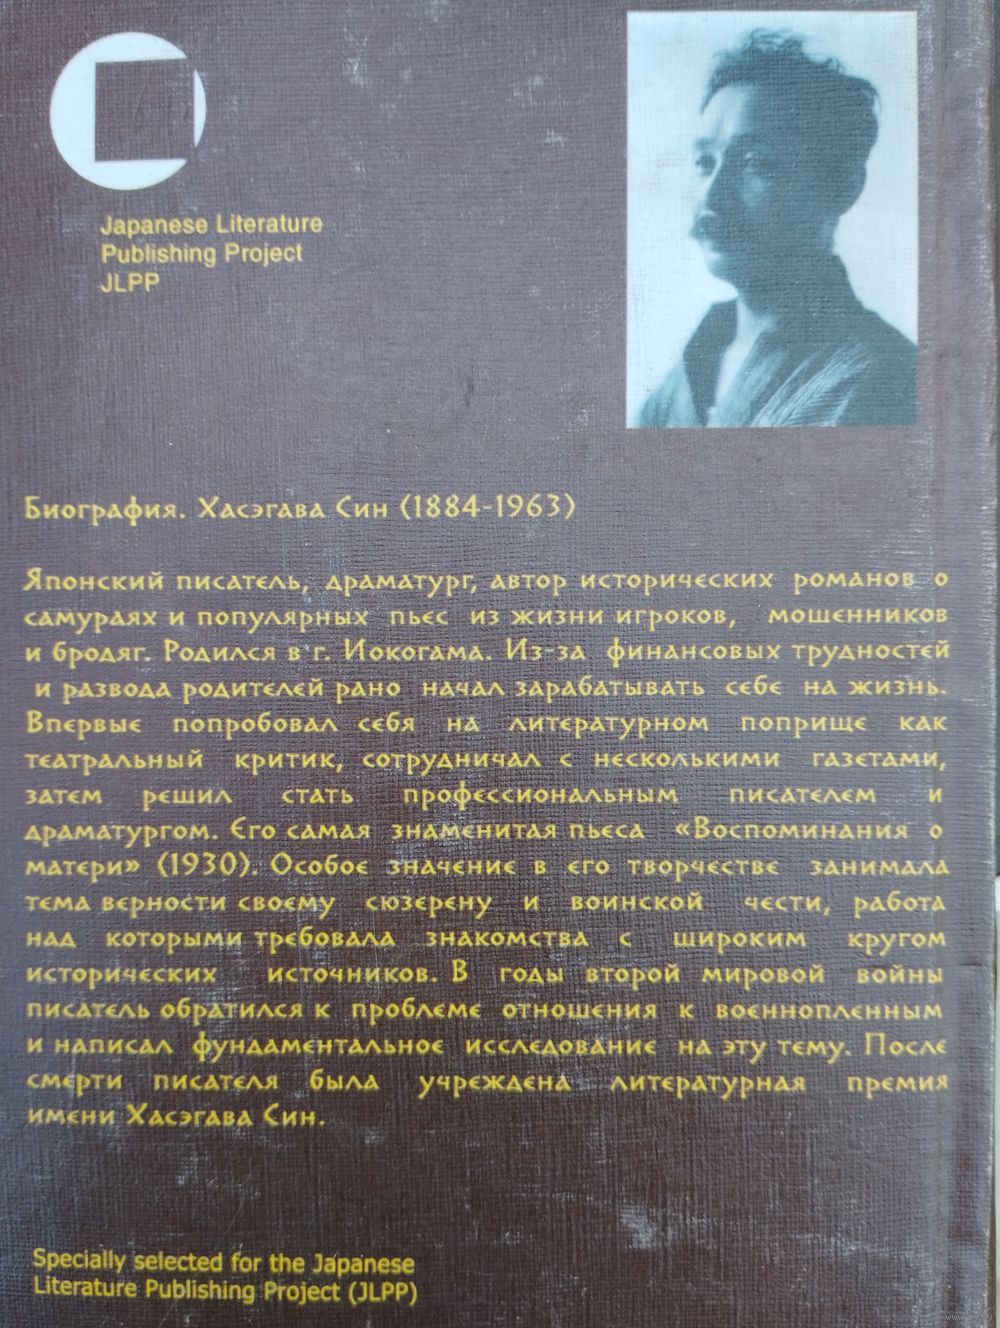 Japanese Literature
Publishing Project
JLPP
Биография. Хасэгава Син (1884-1963)
Японский писатель, драматург, автор исторических романов о
самураях и популярных пьес из жизни игроков, мошенников
и бродяг. Родился в г. Иокогама. Из-за финансовых трудностей
и развода родителей рано начал зарабатывать себе на жизнь.
Впервые попробовал себя на литературном поприще как
театральный критик, сотрудничал с несколькими газетами,
затем решил стать профессиональным писателем и
драматургом. Его самая знаменитая пьеса «Воспоминания о
матери» (1930). Особое значение в его творчестве занимала
тема верности своему сюзерену и воинской чести, работа
над которыми требовала знакомства с широким кругом
исторических источников. В годы второй мировой войны
писатель обратился к проблеме отношения к военнопленным
и написал фундаментальное исследование на эту тему. После
смерти писателя была учреждена литературная премия
имени Хасэгава Син.
Specially selected for the Japanese
Literature Publishing Project (JLPP)